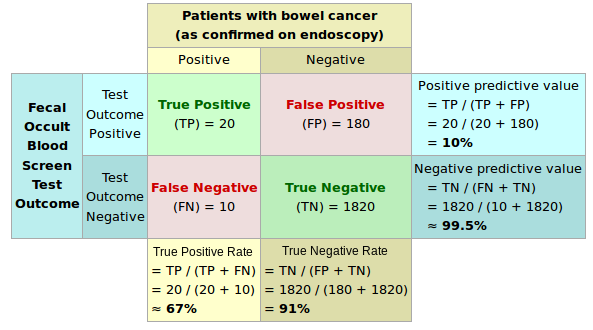 Patients with bowel cancer
(as confirmed on endoscopy)
Positive
Negative
Fecal
Occult
Blood
Screen
Test
Outcome
Test
Outcome
Positive
True Positive
(TP) = 20
False Positive
(FP) = 180
Positive predictive value
= TP / (TP + FP)
= 20 / (20 + 180)
= 10%
Test
Outcome
Negative
False Negative
(FN) = 10
True Negative
(TN) = 1820
Negative predictive value
= TN / (FN + TN)
= 1820 / (10 + 1820)
≈ 99.5%
True Positive Rate
= TP / (TP + FN)
= 20 / (20 + 10)
≈ 67%
True Negative Rate
= TN / (FP + TN)
= 1820 / (180 + 1820)
= 91%